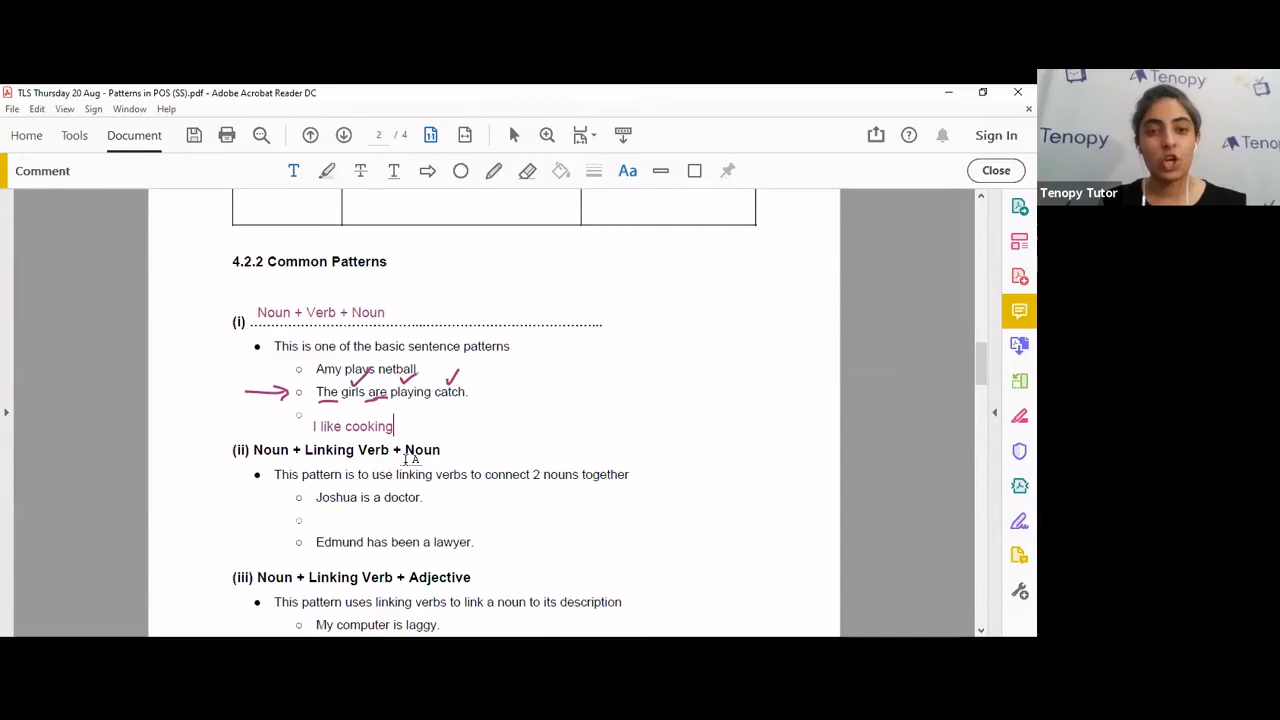 TLS Thursday 20 Aug - Patterns in POS (SS).pdf - Adobe Acrobat Reader DC
File Edit View Sign Window Help
Home Tools Document 2 / 4 Sign In
Comment T T T Aa Close
4.2.2 Common Patterns
Noun + Verb + Noun
(i) ..........................................................................................
● This is one of the basic sentence patterns
○ Amy plays netball.
○ The girls are playing catch.
○
I like cooking
(ii) Noun + Linking Verb + Noun
● This pattern is to use linking verbs to connect 2 nouns together
○ Joshua is a doctor.
○
○ Edmund has been a lawyer.
(iii) Noun + Linking Verb + Adjective
● This pattern uses linking verbs to link a noun to its description
○ My computer is laggy.
Tenopy
Tenopy
Tenopy
Tenopy Tutor